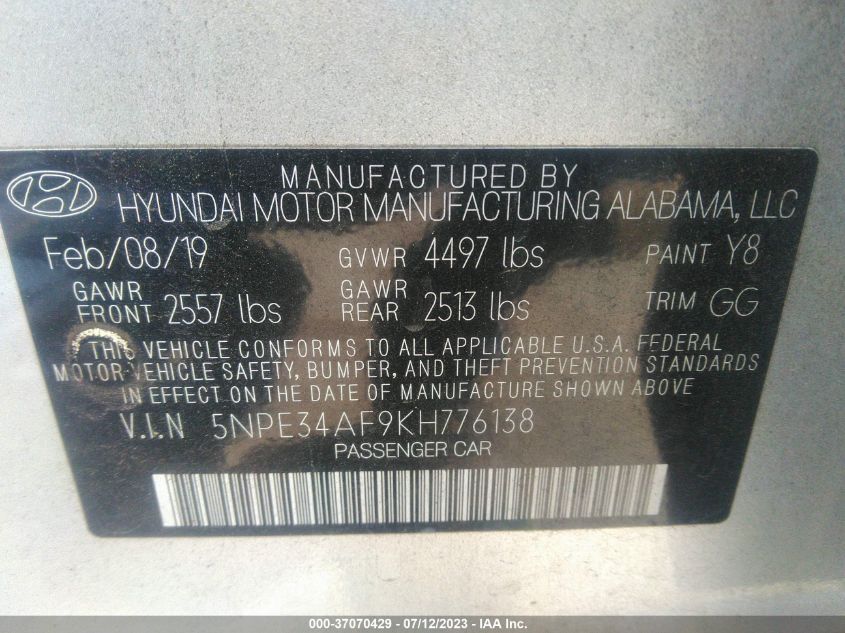 MANUFACTURED BY
HYUNDAI MOTOR MANUFACTURING ALABAMA, LLC
Feb/08/19 GVWR 4497 lbs PAINT Y8
GAWR FRONT 2557 lbs GAWR REAR 2513 lbs TRIM GG
THIS VEHICLE CONFORMS TO ALL APPLICABLE U.S.A. FEDERAL
MOTOR VEHICLE SAFETY, BUMPER, AND THEFT PREVENTION STANDARDS
IN EFFECT ON THE DATE OF MANUFACTURE SHOWN ABOVE.
V.I.N 5NPE34AF9KH776138
PASSENGER CAR
000-37070429 - 07/12/2023 - IAA Inc.